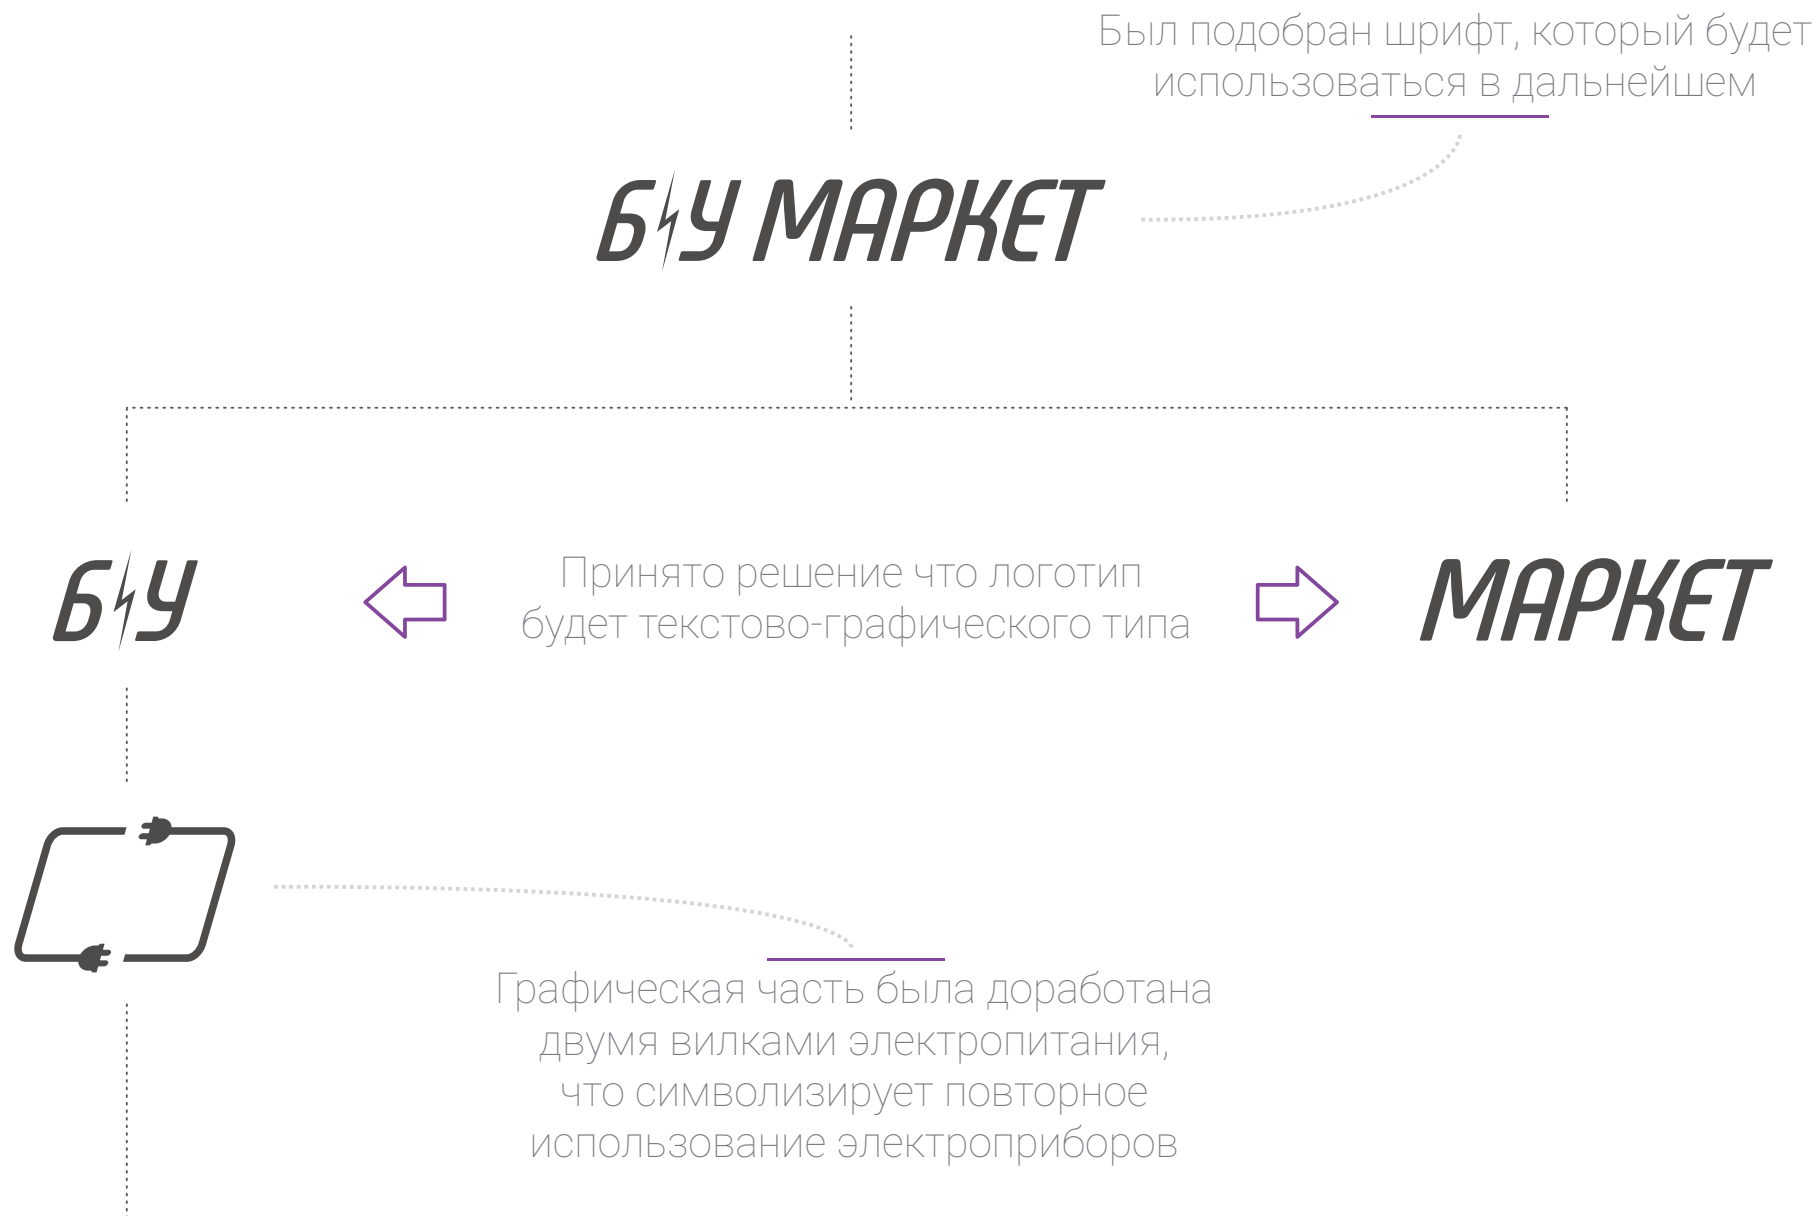 Был подобран шрифт, который будет
использоваться в дальнейшем
Б/У МАРКЕТ
Б/У
Принято решение что логотип
будет текстово-графического типа
МАРКЕТ
Графическая часть была доработана
двумя вилками электропитания,
что символизирует повторное
использование электроприборов